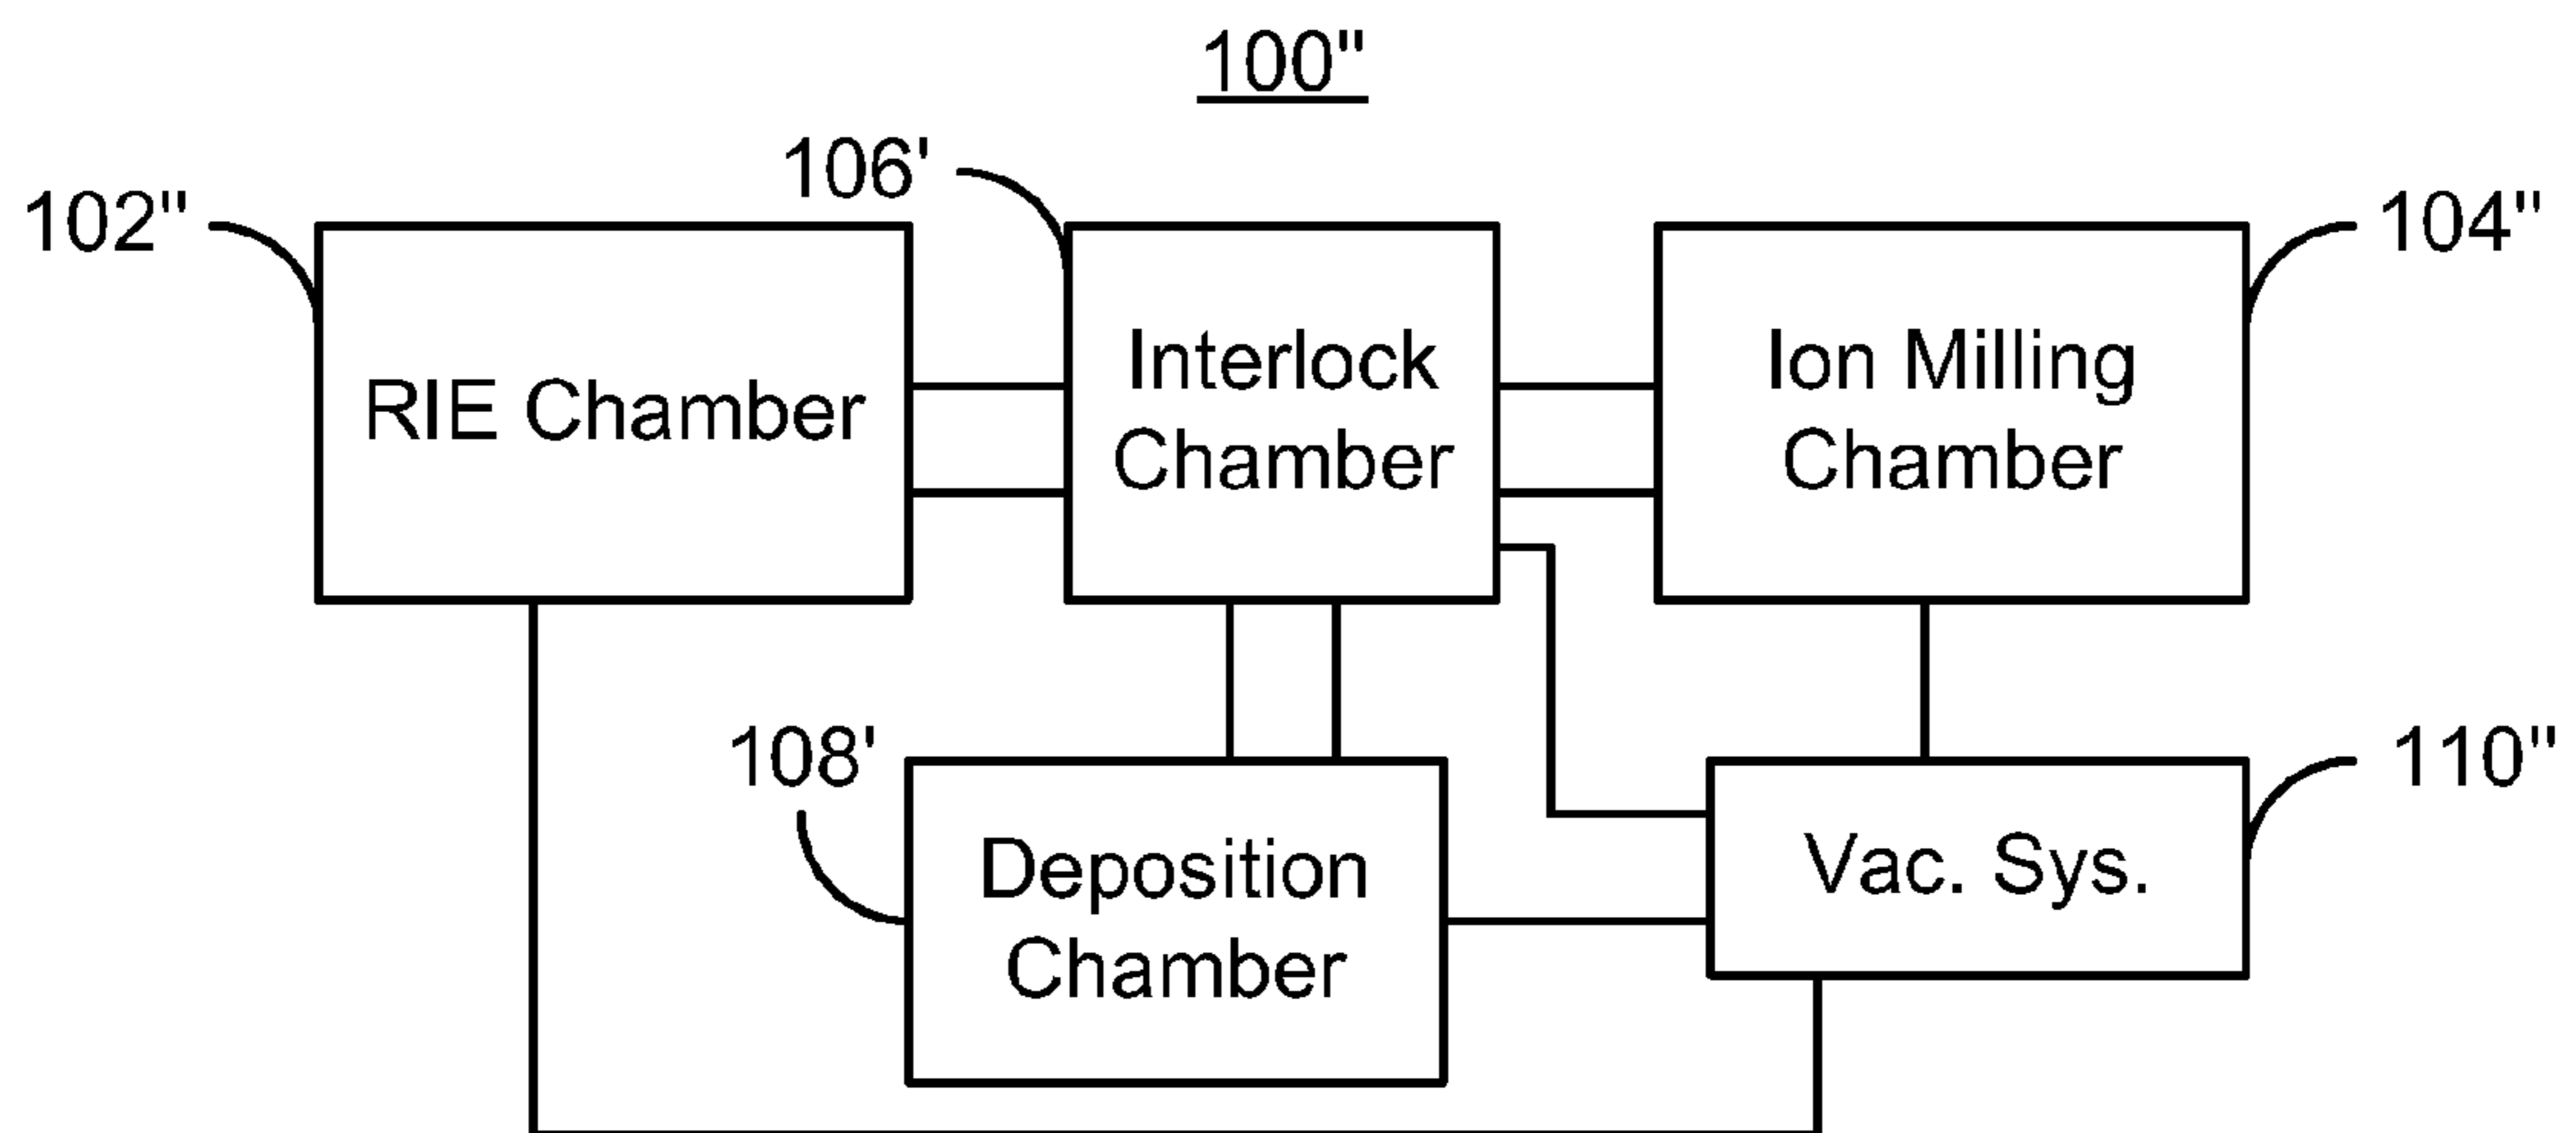 100"
106'
102"
104"
RIE Chamber
Interlock
Chamber
Ion Milling
Chamber
108'
110"
Deposition
Chamber
Vac. Sys.